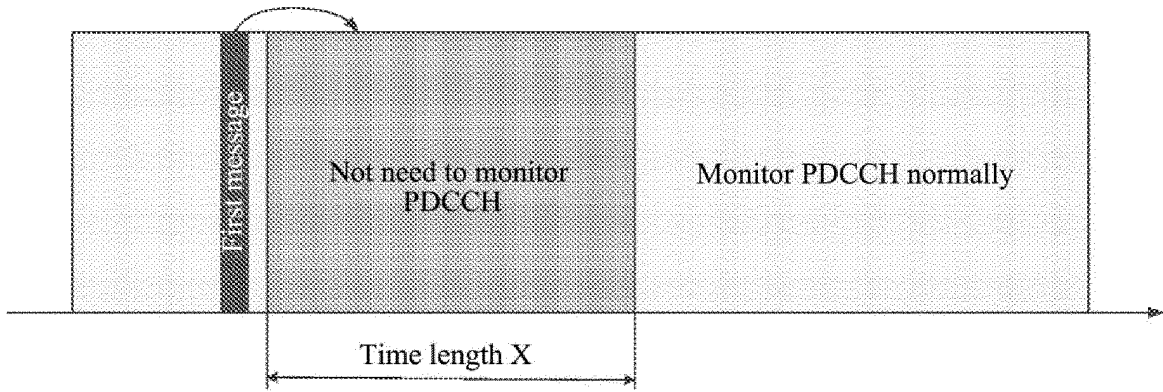 First message
Not need to monitor
PDCCH
Monitor PDCCH normally
Time length X